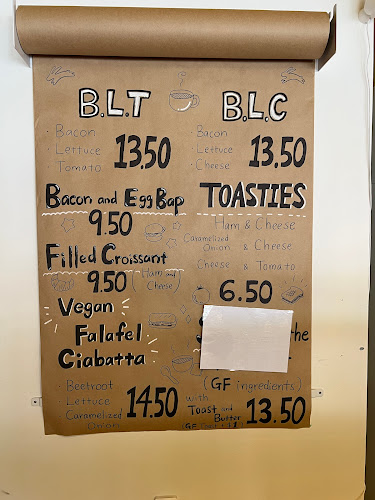 B.L.T
· Bacon
· Lettuce
· Tomato
13.50
B.L.C
· Bacon
· Lettuce
· Cheese
13.50
Bacon and Egg Bap
9.50
Filled Croissant
9.50 (Ham and Cheese)
Vegan
Falafel
Ciabatta
· Beetroot
· Lettuce
· Caramelized Onion
14.50
TOASTIES
Ham & Cheese
Caramelized Onion & Cheese
Cheese & Tomato
6.50
the
(GF ingredients)
with
Toast and
Butter
13.50